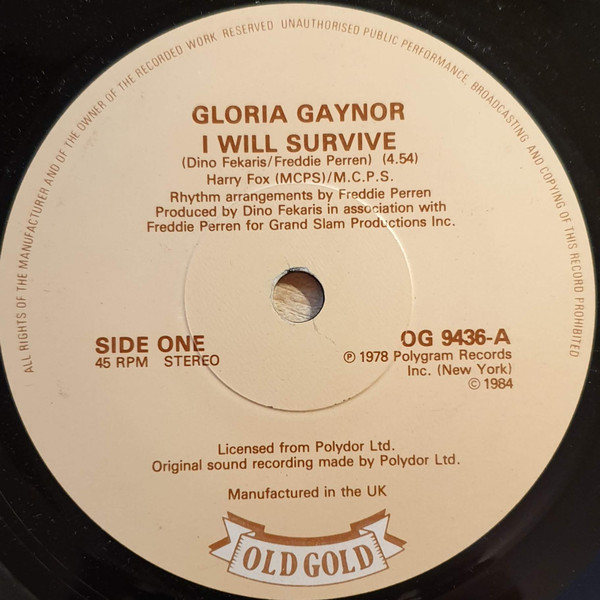 ALL RIGHTS OF THE MANUFACTURER AND OF THE OWNER OF THE RECORDED WORK RESERVED UNAUTHORISED PUBLIC PERFORMANCE, BROADCASTING AND COPYING OF THIS RECORD PROHIBITED
GLORIA GAYNOR
I WILL SURVIVE
(Dino Fekaris/Freddie Perren) (4.54)
Harry Fox (MCPS)/M.C.P.S.
Rhythm arrangements by Freddie Perren
Produced by Dino Fekaris in association with
Freddie Perren for Grand Slam Productions Inc.
SIDE ONE
45 RPM STEREO
OG 9436-A
℗ 1978 Polygram Records
Inc. (New York)
© 1984
Licensed from Polydor Ltd.
Original sound recording made by Polydor Ltd.
Manufactured in the UK
OLD GOLD